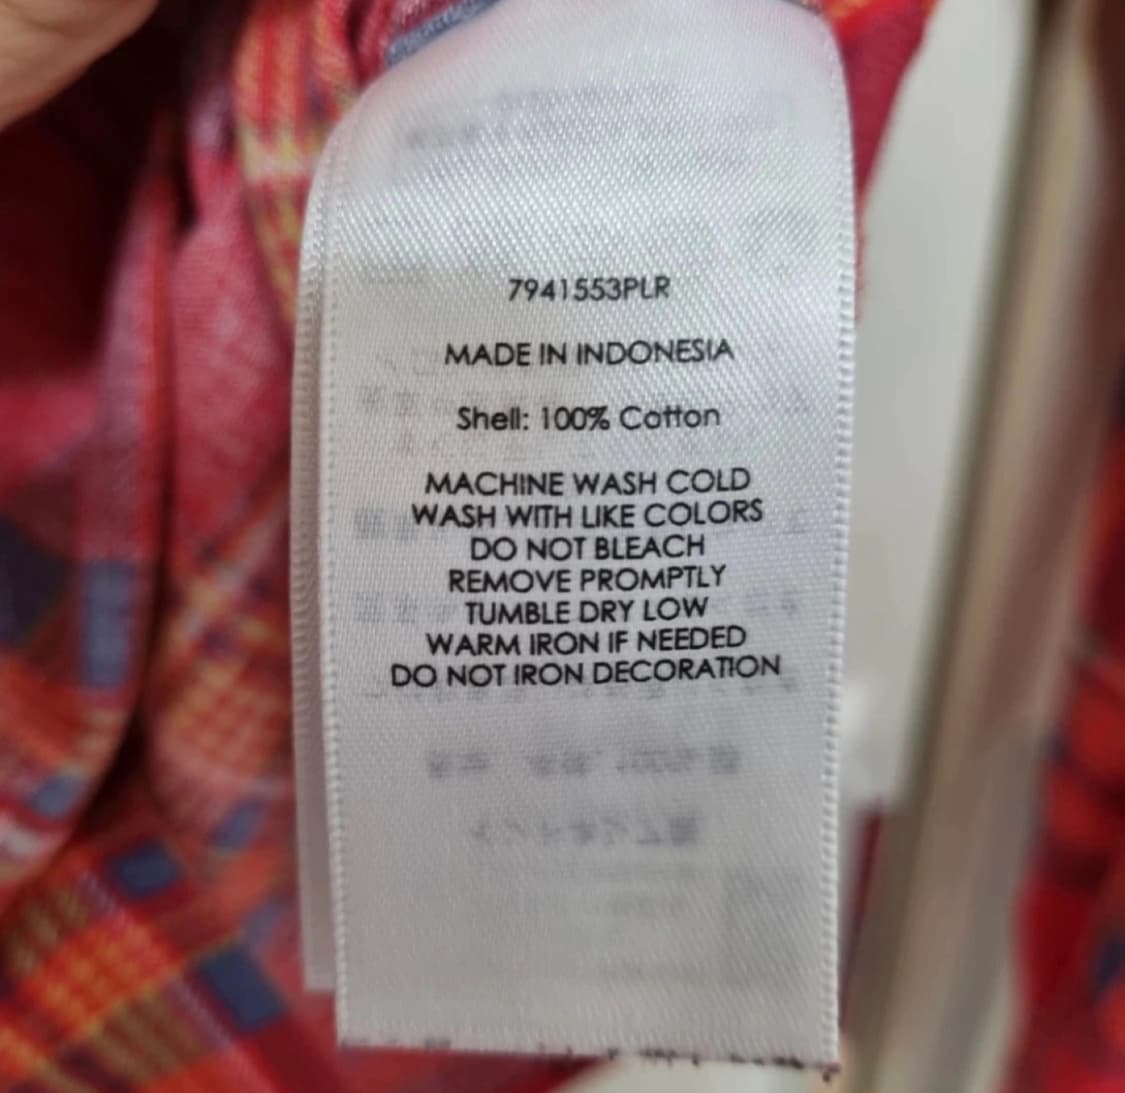 7941553PLR
MADE IN INDONESIA
Shell: 100% Cotton
MACHINE WASH COLD
WASH WITH LIKE COLORS
DO NOT BLEACH
REMOVE PROMPTLY
TUMBLE DRY LOW
WARM IRON IF NEEDED
DO NOT IRON DECORATION